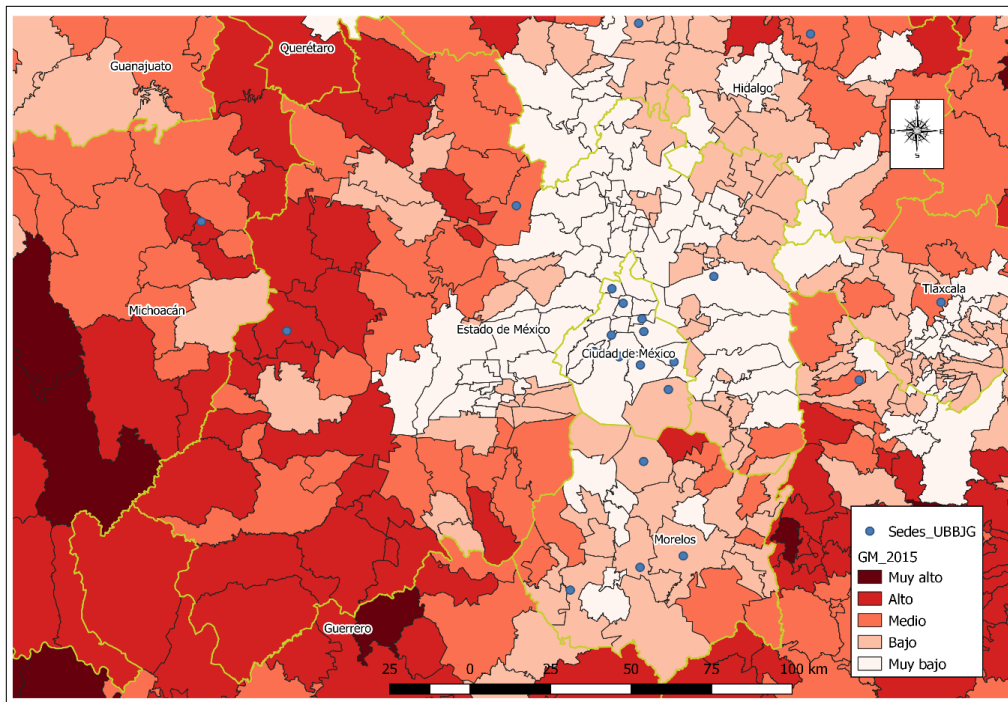 Querétaro
Guanajuato
Hidalgo
N
O
E
S
Tlaxcala
Michoacán
Estado de México
Ciudad de México
Morelos
Guerrero
Sedes_UBBJG
GM_2015
Muy alto
Alto
Medio
Bajo
Muy bajo
25 0 25 50 75 100 km